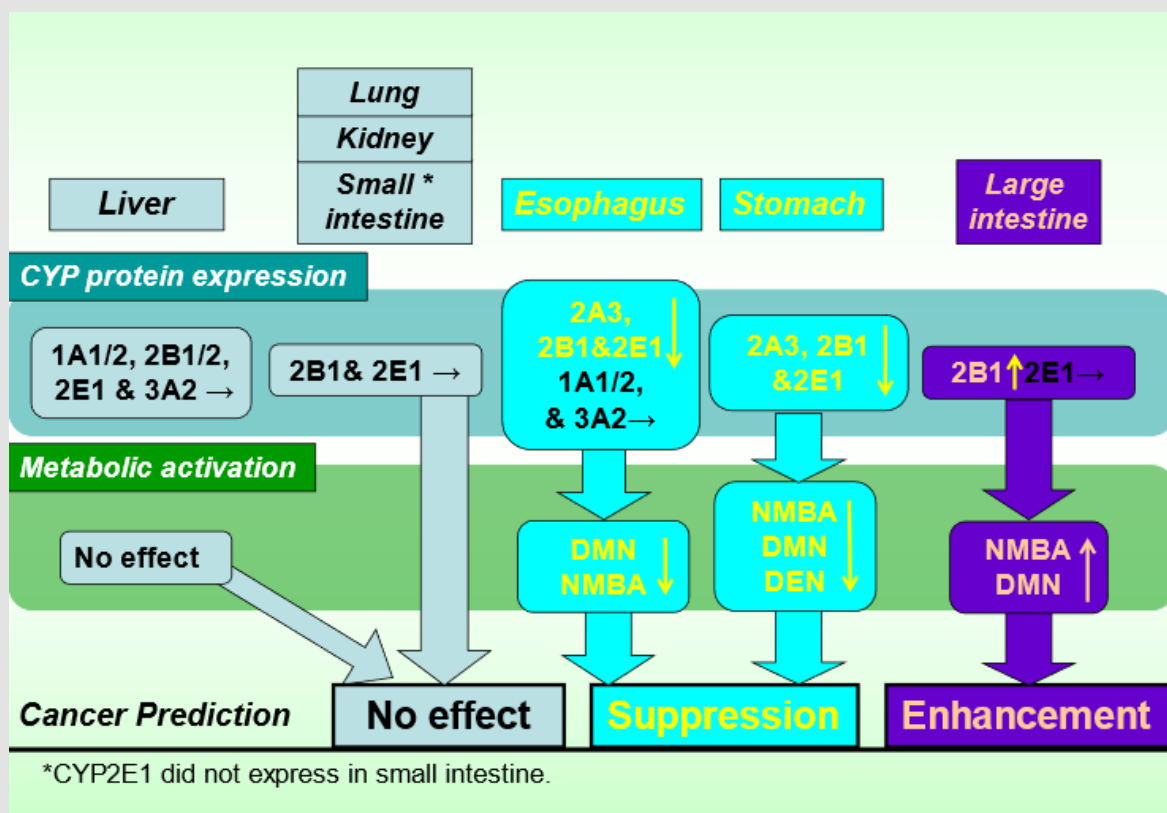 Lung
Kidney
Small *
intestine
Liver
Esophagus
Stomach
Large
intestine
CYP protein expression
1A1/2, 2B1/2,
2E1 & 3A2 →
2B1& 2E1 →
2A3,
2B1&2E1 ↓
1A1/2,
& 3A2→
2A3, 2B1
&2E1 ↓
2B1↑2E1→
Metabolic activation
No effect
DMN
NMBA ↓
NMBA
DMN
DEN ↓
NMBA
DMN ↑
Cancer Prediction
No effect
Suppression
Enhancement
*CYP2E1 did not express in small intestine.